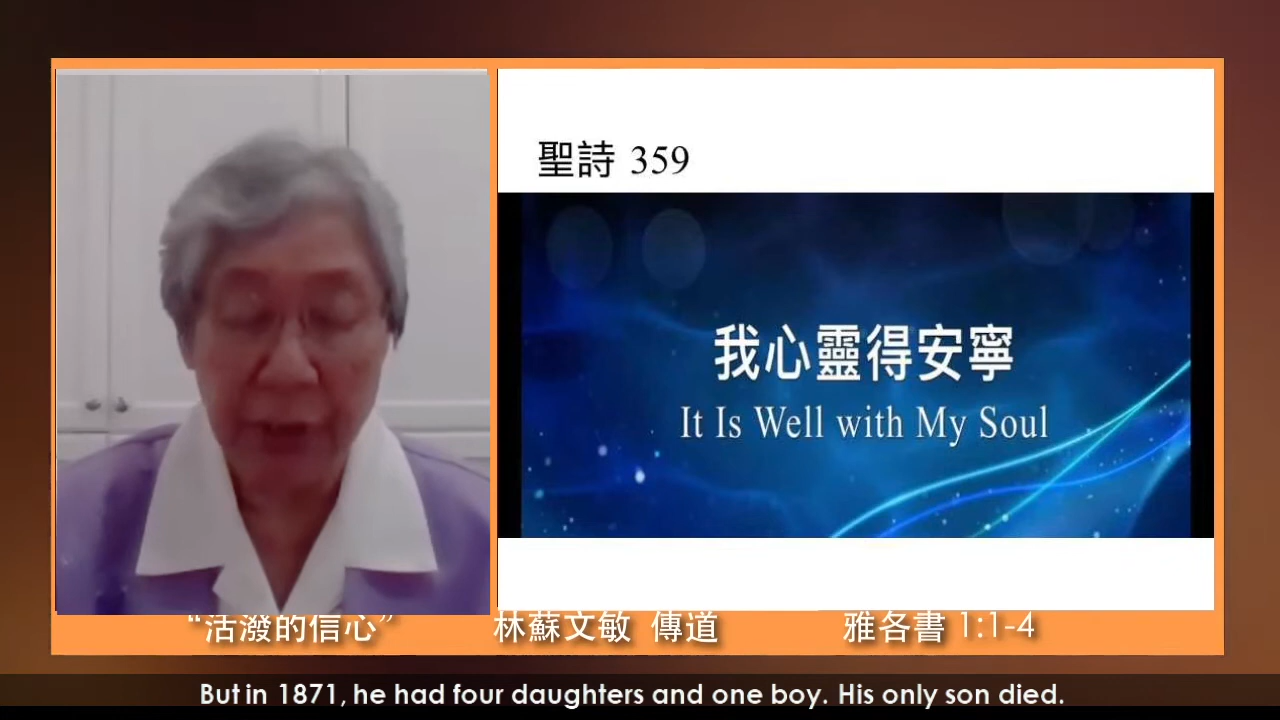 聖詩 359
我心靈得安寧
It Is Well with My Soul
“活潑的信心” 林蘇文敏 傳道 雅各書 1:1-4
But in 1871, he had four daughters and one boy. His only son died.